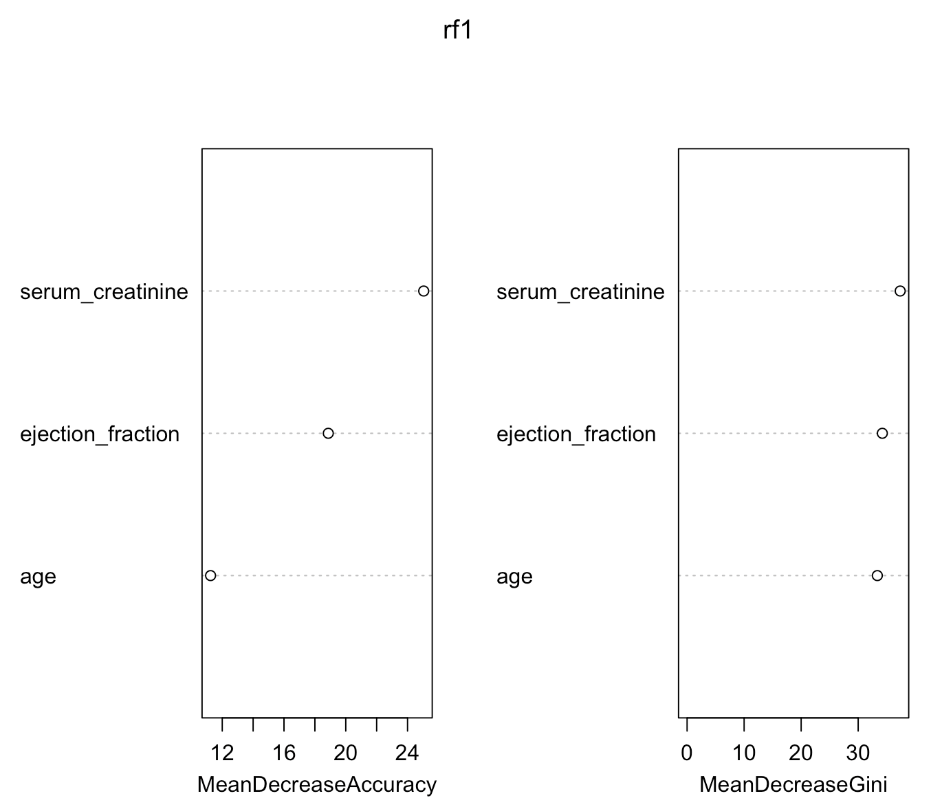 rf1
serum_creatinine
ejection_fraction
age
12 16 20 24
MeanDecreaseAccuracy
serum_creatinine
ejection_fraction
age
0 10 20 30
MeanDecreaseGini